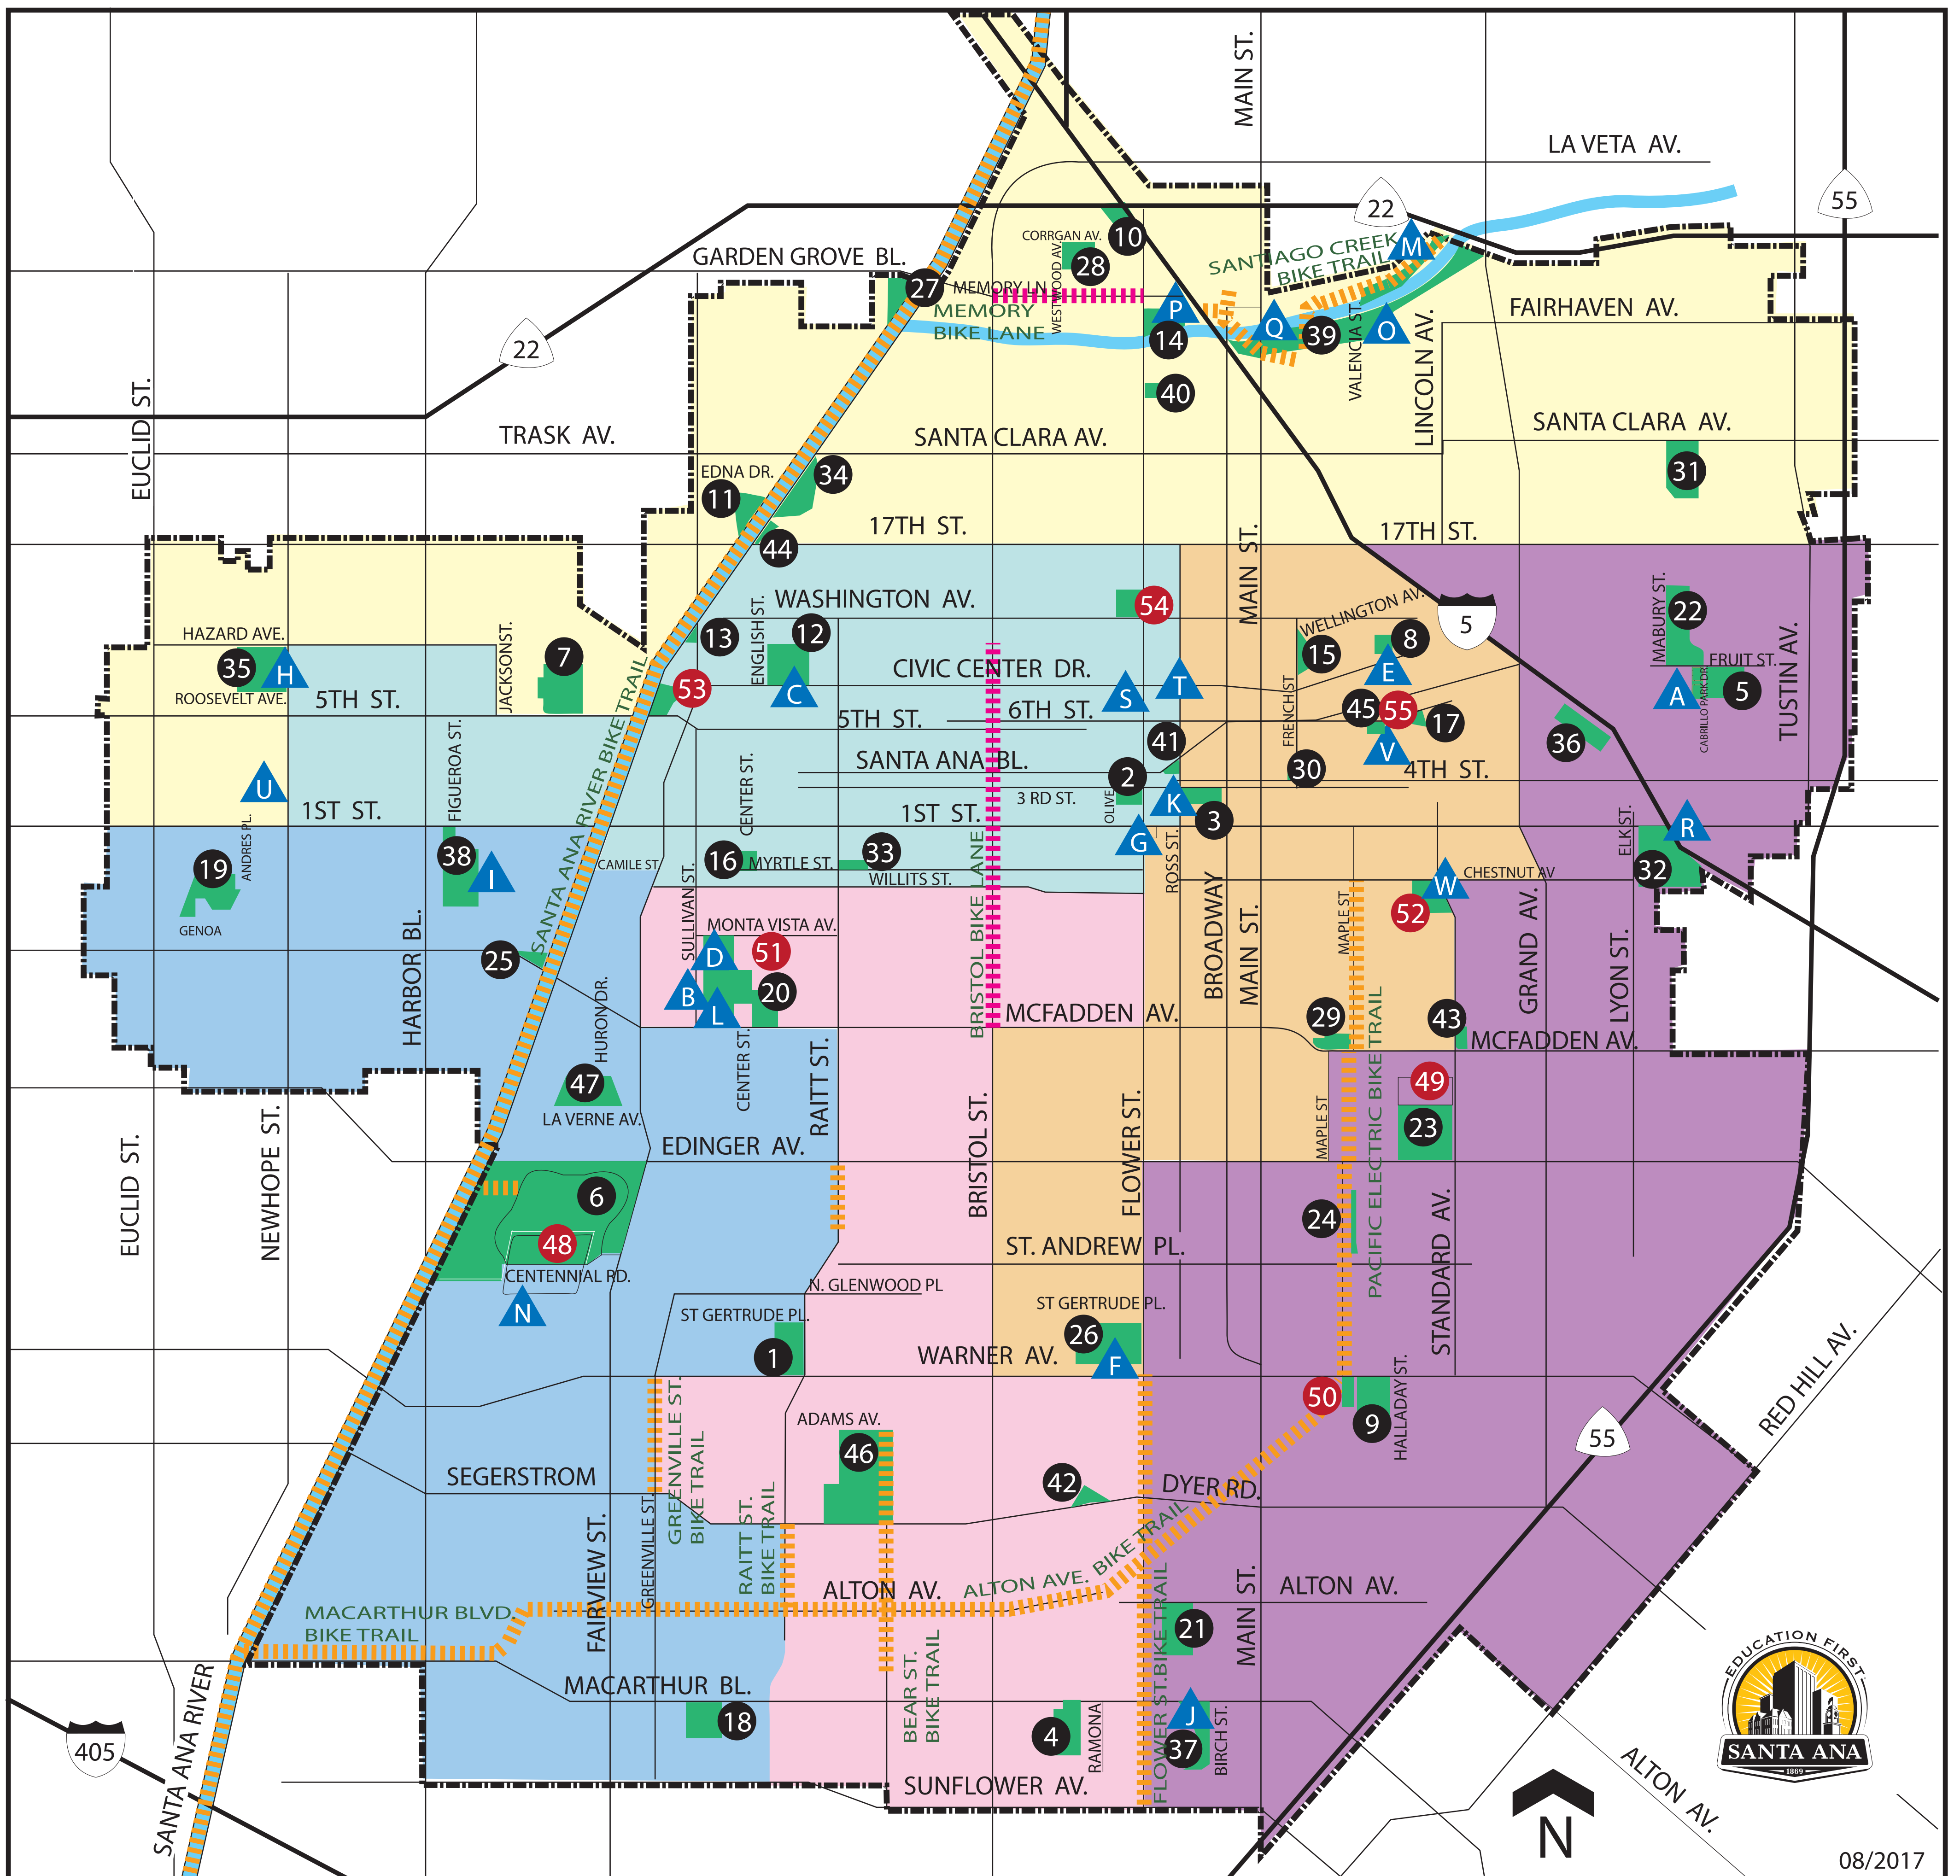 MAIN ST.
LA VETA AV.
22
55
CORRGAN AV.
10
SANTIAGO CREEK
BIKE TRAIL
M
GARDEN GROVE BL.
WESTWOOD AV.
28
27
MEMORY LN
MEMORY
BIKE LANE
P
14
Q
39
VALENCIA ST.
O
LINCOLN AV.
FAIRHAVEN AV.
22
EUCLID ST.
40
TRASK AV.
SANTA CLARA AV.
SANTA CLARA AV.
EDNA DR.
34
11
31
17TH ST.
17TH ST.
44
MAIN ST.
WASHINGTON AV.
54
WELLINGTON AV.
5
MABURY ST.
22
HAZARD AVE.
JACKSONST.
7
13
ENGLISH ST.
12
15
8
35
H
CIVIC CENTER DR.
E
FRUIT ST.
ROOSEVELT AVE.
5TH ST.
53
C
S
T
FRENCH ST
A
CABRILLO PARK DR.
5
TUSTIN AV.
SANTA ANA RIVER BIKE TRAIL
5TH ST.
6TH ST.
45
55
17
41
V
36
FIGUEROA ST.
CENTER ST.
SANTA ANA BL.
2
30
4TH ST.
U
1ST ST.
1ST ST.
3 RD ST.
OLIVE
K
3
ELK ST.
R
ANDRES PL.
19
38
I
CAMILE ST
16
MYRTLE ST.
33
WILLITS ST.
G
ROSS ST.
CHESTNUT AV
W
52
32
GENOA
HARBOR BL.
25
SULLIVAN ST.
MONTA VISTA AV.
D
51
B
L
20
BRISTOL BIKE LANE
MCFADDEN AV.
BROADWAY
MAIN ST.
MAPLE ST.
GRAND AV.
LYON ST.
29
43
MCFADDEN AV.
HURON DR.
47
LA VERNE AV.
CENTER ST.
RAITT ST.
49
23
MAPLE ST
PACIFIC ELECTRIC BIKE TRAIL
EUCLID ST.
NEWHOPE ST.
EDINGER AV.
BRISTOL ST.
FLOWER ST.
6
48
24
STANDARD AV.
CENTENNIAL RD.
ST. ANDREW PL.
N
N. GLENWOOD PL
ST GERTRUDE PL.
ST GERTRUDE PL.
1
26
F
WARNER AV.
50
9
HALLADAY ST.
RED HILL AV.
55
GREENVILLE ST.
BIKE TRAIL
ADAMS AV.
46
SEGERSTROM
42
DYER RD.
FAIRVIEW ST.
GREENVILLE ST.
RAITT ST.
BIKE TRAIL
ALTON AV.
ALTON AVE. BIKE TRAIL
ALTON AV.
MACARTHUR BLVD.
BIKE TRAIL
FLOWER ST.BIKE TRAIL
21
MAIN ST.
MACARTHUR BL.
18
BEAR ST.
BIKE TRAIL
4
RAMONA
J
37
BIRCH ST.
SUNFLOWER AV.
405
SANTA ANA RIVER
ALTON AV.
EDUCATION FIRST
SANTA ANA
1869
N
08/2017